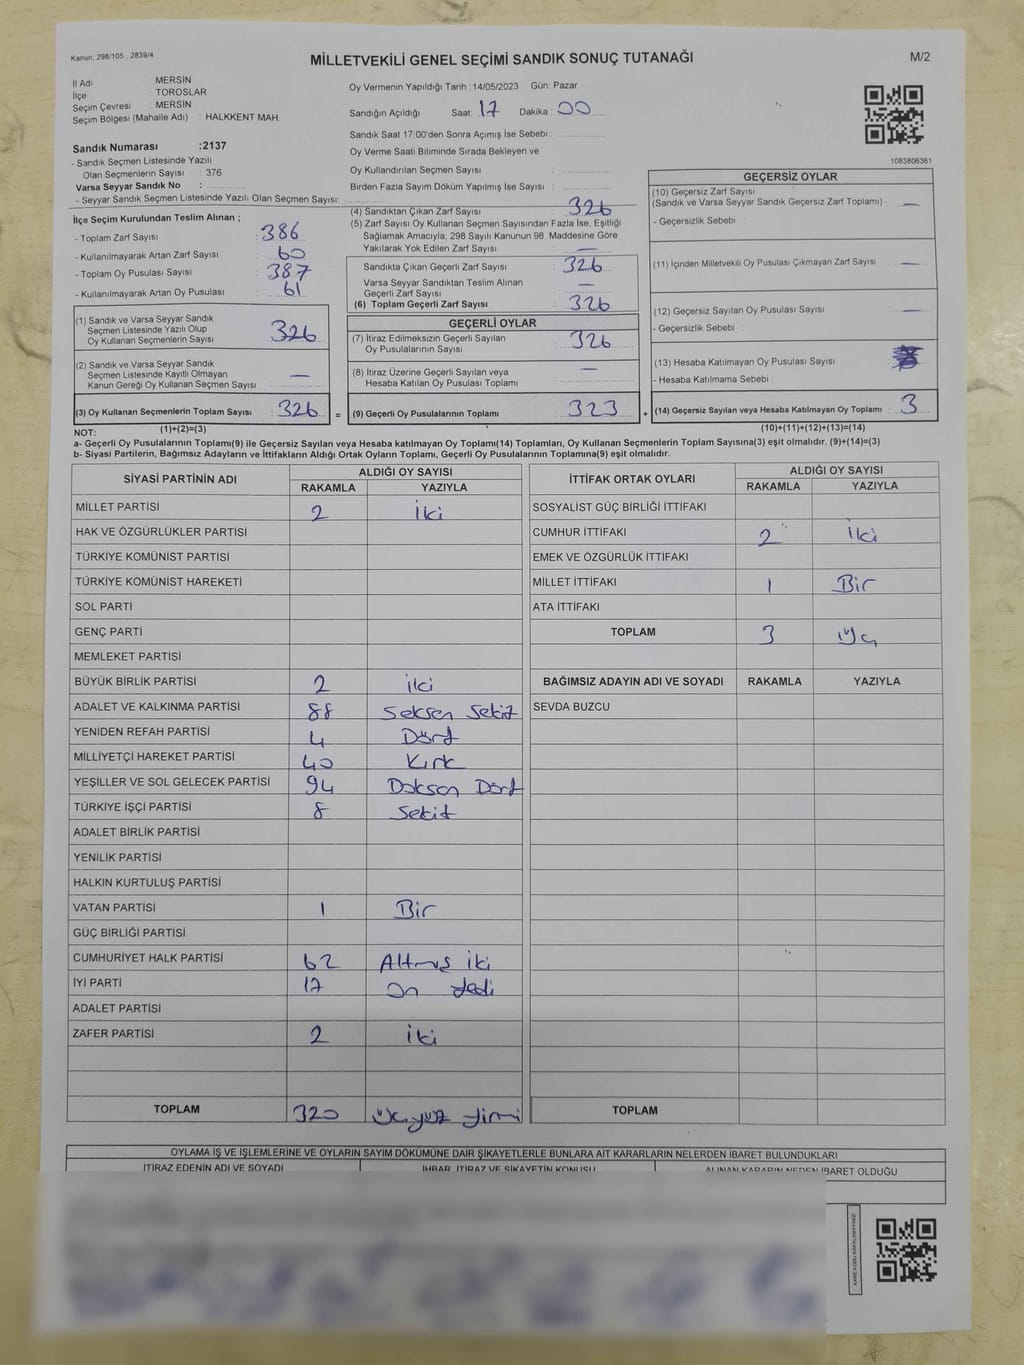 Kanun: 298/105 , 2839/4
MİLLETVEKİLİ GENEL SEÇİMİ SANDIK SONUÇ TUTANAĞI
M/2
İl Adı : MERSİN
İlçe : TOROSLAR
Seçim Çevresi : MERSİN
Seçim Bölgesi (Mahalle Adı) : HALKKENT MAH.
Oy Vermenin Yapıldığı Tarih : 14/05/2023 Gün: Pazar
Sandığın Açıldığı Saat: 17 Dakika: 00
Sandık Saat 17:00'den Sonra Açımış İse Sebebi :
Oy Verme Saati Bitiminde Sırada Bekleyen ve
Oy Kullandırılan Seçmen Sayısı :
Birden Fazla Sayım Döküm Yapılmış İse Sayısı :
1083806361
Sandık Numarası :2137
- Sandık Seçmen Listesinde Yazılı
Olan Seçmenlerin Sayısı : 376
Varsa Seyyar Sandık No :
- Seyyar Sandık Seçmen Listesinde Yazılı Olan Seçmen Sayısı:
İlçe Seçim Kurulundan Teslim Alınan ;
- Toplam Zarf Sayısı : 386
- Kullanılmayarak Artan Zarf Sayısı : 60
- Toplam Oy Pusulası Sayısı : 387
- Kullanılmayarak Artan Oy Pusulası : 61
(1) Sandık ve Varsa Seyyar Sandık
Seçmen Listesinde Yazılı Olup
Oy Kullanan Seçmenlerin Sayısı : 326
(2) Sandık ve Varsa Seyyar Sandık
Seçmen Listesinde Kayıtlı Olmayan
Kanun Gereği Oy Kullanan Seçmen Sayısı : —
(3) Oy Kullanan Seçmenlerin Toplam Sayısı : 326 =
(4) Sandıktan Çıkan Zarf Sayısı : 326
(5) Zarf Sayısı Oy Kullanan Seçmen Sayısından Fazla İse, Eşitliği
Sağlamak Amacıyla, 298 Sayılı Kanunun 98. Maddesine Göre
Yakılarak Yok Edilen Zarf Sayısı : —
Sandıkta Çıkan Geçerli Zarf Sayısı : 326
Varsa Seyyar Sandıktan Teslim Alınan
Geçerli Zarf Sayısı : —
(6) Toplam Geçerli Zarf Sayısı : 326
GEÇERLİ OYLAR
(7) İtiraz Edilmeksizin Geçerli Sayılan
Oy Pusulalarının Sayısı : 326
(8) İtiraz Üzerine Geçerli Sayılan veya
Hesaba Katılan Oy Pusulası Toplamı : —
(9) Geçerli Oy Pusulalarının Toplamı : 323 +
GEÇERSİZ OYLAR
(10) Geçersiz Zarf Sayısı
(Sandık ve Varsa Seyyar Sandık Geçersiz Zarf Toplamı) : —
- Geçersizlik Sebebi :
(11) İçinden Milletvekili Oy Pusulası Çıkmayan Zarf Sayısı : —
(12) Geçersiz Sayılan Oy Pusulası Sayısı : —
- Geçersizlik Sebebi :
(13) Hesaba Katılmayan Oy Pusulası Sayısı
- Hesaba Katılmama Sebebi :
(14) Geçersiz Sayılan veya Hesaba Katılmayan Oy Toplamı : 3
NOT: (1)+(2)=(3) (10)+(11)+(12)+(13)=(14)
a- Geçerli Oy Pusulalarının Toplamı(9) ile Geçersiz Sayılan veya Hesaba katılmayan Oy Toplamı(14) Toplamları, Oy Kullanan Seçmenlerin Toplam Sayısına(3) eşit olmalıdır. (9)+(14)=(3)
b- Siyasi Partilerin, Bağımsız Adayların ve İttifakların Aldığı Ortak Oyların Toplamı, Geçerli Oy Pusulalarının Toplamına(9) eşit olmalıdır.
SİYASİ PARTİNİN ADI ALDIĞI OY SAYISI
RAKAMLA YAZIYLA
MİLLET PARTİSİ 2 İki
HAK VE ÖZGÜRLÜKLER PARTİSİ
TÜRKİYE KOMÜNİST PARTİSİ
TÜRKİYE KOMÜNİST HAREKETİ
SOL PARTİ
GENÇ PARTİ
MEMLEKET PARTİSİ
BÜYÜK BİRLİK PARTİSİ 2 iki
ADALET VE KALKINMA PARTİSİ 88 Seksen Sekiz
YENİDEN REFAH PARTİSİ 4 Dört
MİLLİYETÇİ HAREKET PARTİSİ 40 Kırk
YEŞİLLER VE SOL GELECEK PARTİSİ 94 Doksan Dört
TÜRKİYE İŞÇİ PARTİSİ 8 Sekiz
ADALET BİRLİK PARTİSİ
YENİLİK PARTİSİ
HALKIN KURTULUŞ PARTİSİ
VATAN PARTİSİ 1 Bir
GÜÇ BİRLİĞİ PARTİSİ
CUMHURİYET HALK PARTİSİ 62 Altmış iki
İYİ PARTİ 17 On Yedi
ADALET PARTİSİ
ZAFER PARTİSİ 2 iki
TOPLAM 320 üçyüz yirmi
İTTİFAK ORTAK OYLARI ALDIĞI OY SAYISI
RAKAMLA YAZIYLA
SOSYALİST GÜÇ BİRLİĞİ İTTİFAKI
CUMHUR İTTİFAKI 2 iki
EMEK VE ÖZGÜRLÜK İTTİFAKI
MİLLET İTTİFAKI 1 Bir
ATA İTTİFAKI
TOPLAM 3 üç
BAĞIMSIZ ADAYIN ADI VE SOYADI RAKAMLA YAZIYLA
SEVDA BUZCU
TOPLAM
OYLAMA İŞ VE İŞLEMLERİNE VE OYLARIN SAYIM DÖKÜMÜNE DAİR ŞİKAYETLERLE BUNLARA AİT KARARLARIN NELERDEN İBARET BULUNDUKLARI
İTİRAZ EDENİN ADI VE SOYADI İHBAR, İTİRAZ VE ŞİKAYETİN KONUSU ALINAN KARARIN NEDEN İBARET OLDUĞU